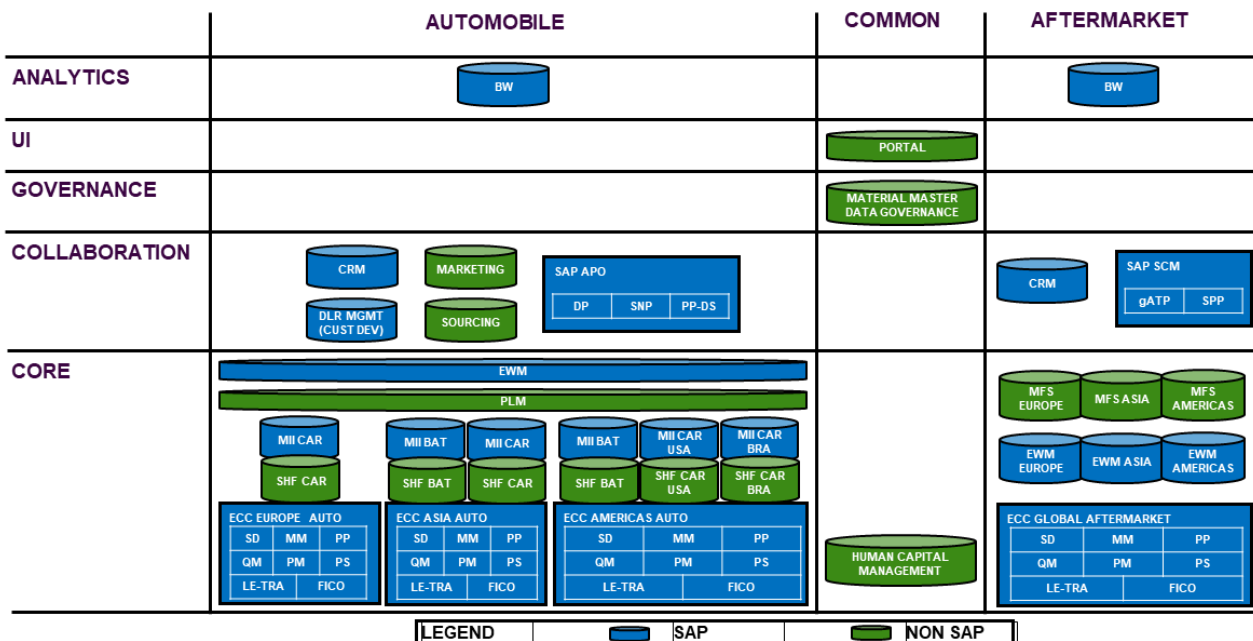 AUTOMOBILE
COMMON
AFTERMARKET
ANALYTICS
BW
BW
UI
PORTAL
GOVERNANCE
MATERIAL MASTER
DATA GOVERNANCE
COLLABORATION
CRM
MARKETING
DLR MGMT
(CUST DEV)
SOURCING
SAP APO
DP
SNP
PP-DS
CRM
SAP SCM
gATP
SPP
CORE
EWM
PLM
MII CAR
MII BAT
MII CAR
MII BAT
MII CAR
USA
MII CAR
BRA
SHF CAR
SHF BAT
SHF CAR
SHF BAT
SHF CAR
USA
SHF CAR
BRA
ECC EUROPE AUTO
SD
MM
PP
QM
PM
PS
LE-TRA
FICO
ECC ASIA AUTO
SD
MM
PP
QM
PM
PS
LE-TRA
FICO
ECC AMERICAS AUTO
SD
MM
PP
QM
PM
PS
LE-TRA
FICO
HUMAN CAPITAL
MANAGEMENT
MFS
EUROPE
MFS ASIA
MFS
AMERICAS
EWM
EUROPE
EWM ASIA
EWM
AMERICAS
ECC GLOBAL AFTERMARKET
SD
MM
PP
QM
PM
PS
LE-TRA
FICO
LEGEND
SAP
NON SAP